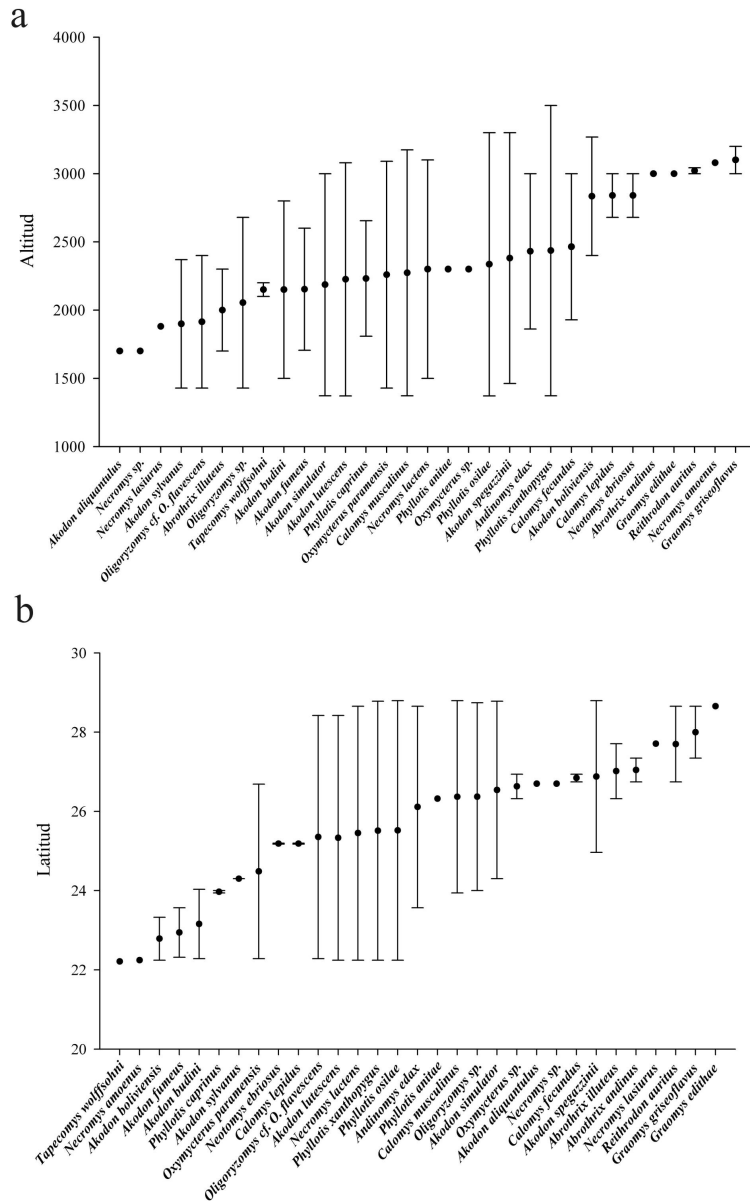 a
4000
3500
3000
2500
2000
1500
1000
Altitud
Akodon aliquantulus
Necromys sp.
Necromys lasiurus
Akodon sylvanus
Oligoryzomys cf. O. flavescens
Abrothrix illuteus
Oligoryzomys sp.
Tapecomys wolffsohni
Akodon budini
Akodon fumeus
Akodon simulator
Akodon lutescens
Phyllotis caprinus
Oxymycterus paramensis
Calomys musculinus
Necromys lactens
Phyllotis anitae
Oxymycterus sp.
Phyllotis osilae
Akodon spegazzinii
Andinomys edax
Phyllotis xanthopygus
Calomys fecundus
Akodon boliviensis
Calomys lepidus
Neotomys ebriosus
Abrothrix andinus
Graomys edithae
Reithrodon auritus
Necromys amoenus
Graomys griseoflavus
b
30
28
26
24
22
20
Latitud
Tapecomys wolffsohni
Necromys amoenus
Akodon boliviensis
Akodon fumeus
Akodon budini
Phyllotis caprinus
Akodon sylvanus
Oxymycterus paramensis
Neotomys ebriosus
Calomys lepidus
Oligoryzomys cf. O. flavescens
Akodon lutescens
Necromys lactens
Phyllotis xanthopygus
Phyllotis osilae
Andinomys edax
Phyllotis anitae
Calomys musculinus
Oligoryzomys sp.
Akodon simulator
Oxymycterus sp.
Akodon aliquantulus
Necromys sp.
Calomys fecundus
Akodon spegazzinii
Abrothrix illuteus
Abrothrix andinus
Necromys lasiurus
Reithrodon auritus
Graomys griseoflavus
Graomys edithae